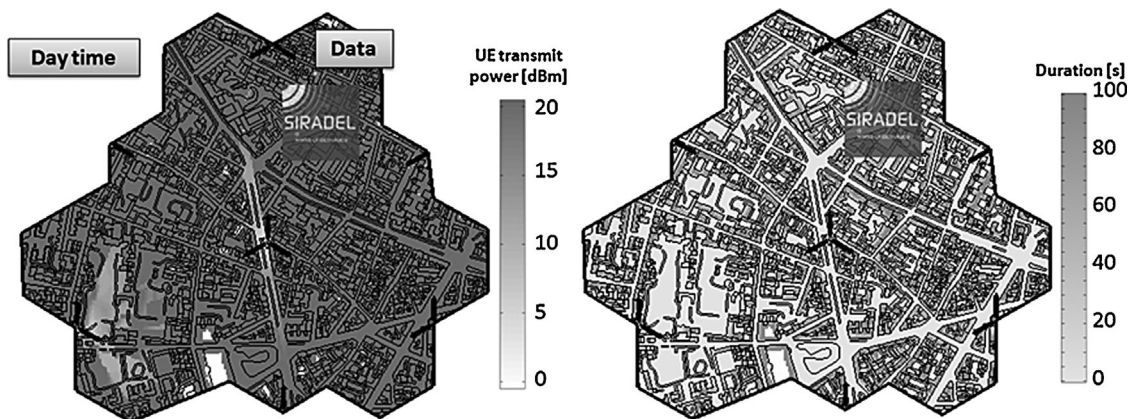 Day time
Data
UE transmit
power [dBm]
20
15
10
5
0
SIRADEL
Duration [s]
100
80
60
40
20
0
SIRADEL